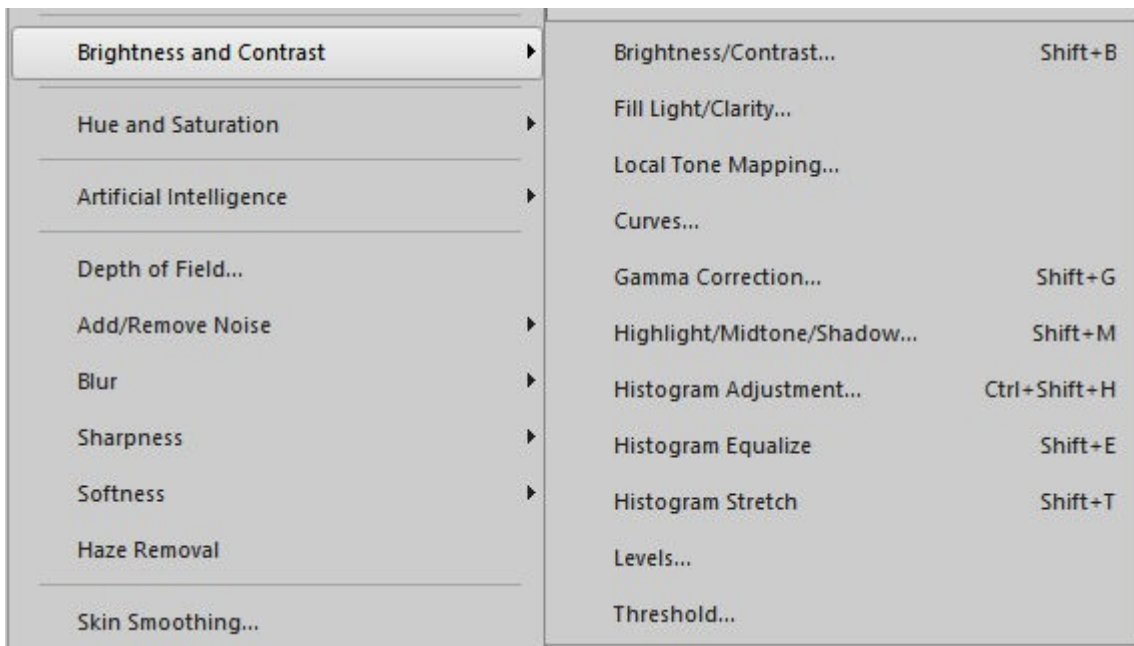 Brightness and Contrast
Hue and Saturation
Artificial Intelligence
Depth of Field...
Add/Remove Noise
Blur
Sharpness
Softness
Haze Removal
Skin Smoothing...
Brightness/Contrast... Shift+B
Fill Light/Clarity...
Local Tone Mapping...
Curves...
Gamma Correction... Shift+G
Highlight/Midtone/Shadow... Shift+M
Histogram Adjustment... Ctrl+Shift+H
Histogram Equalize Shift+E
Histogram Stretch Shift+T
Levels...
Threshold...